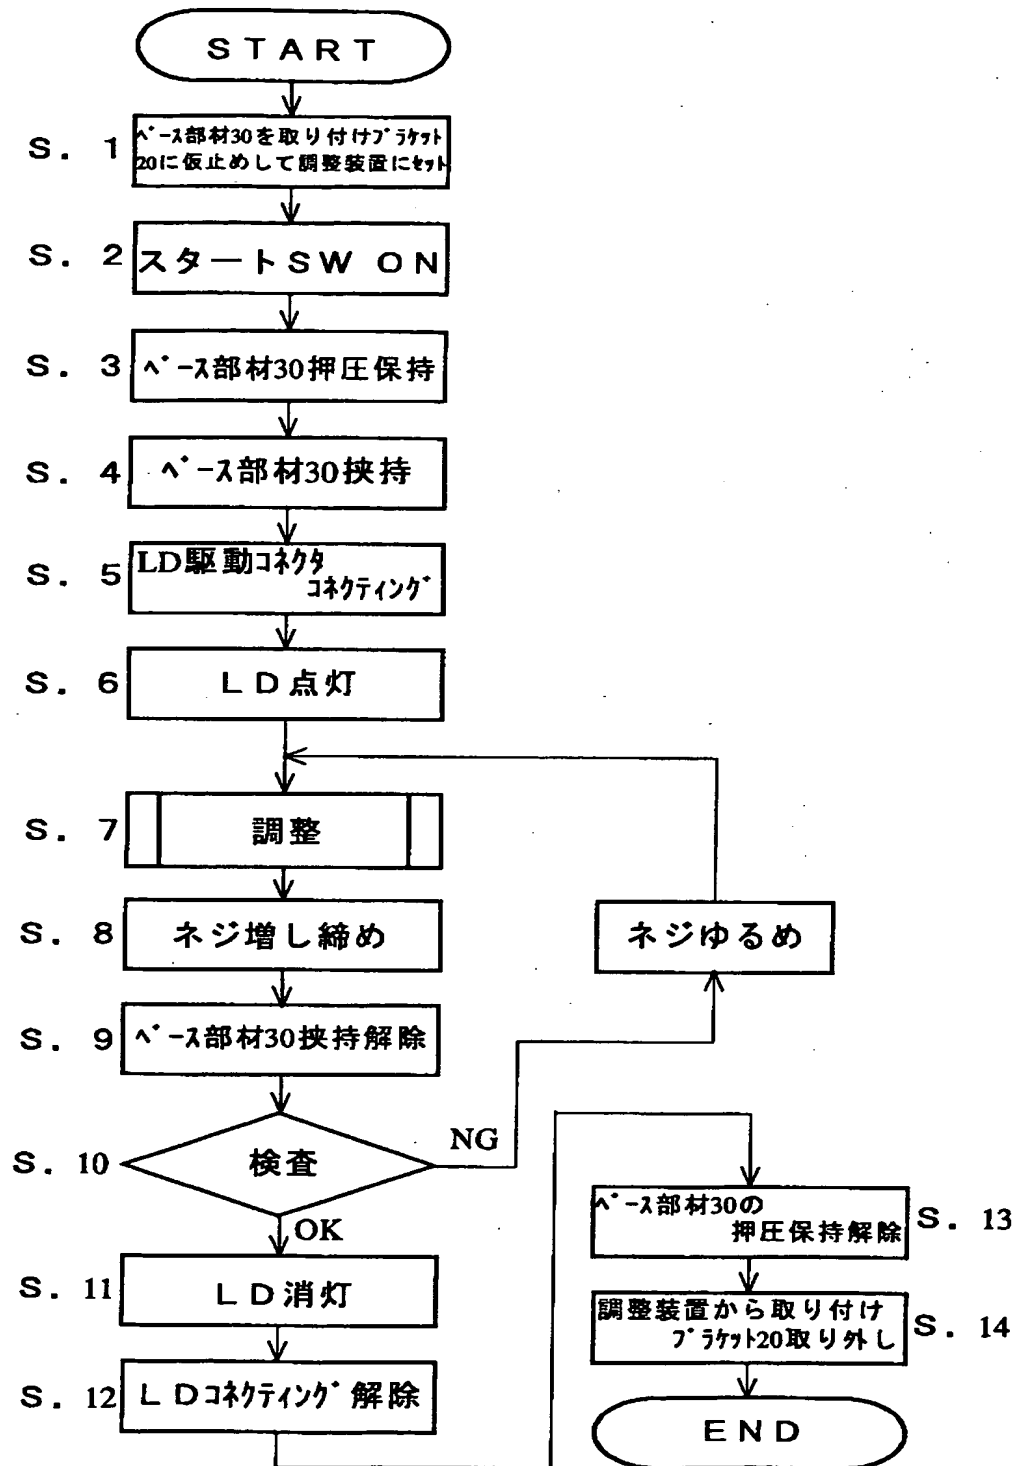 START
S. 1
ベース部材30を取り付けブラケット
20に仮止めして調整装置にセット
S. 2
スタートSW ON
S. 3
ベース部材30押圧保持
S. 4
ベース部材30挟持
S. 5
LD駆動コネクタ
コネクティング
S. 6
LD点灯
S. 7
調整
S. 8
ネジ増し締め
ネジゆるめ
S. 9
ベース部材30挟持解除
S. 10
検査
NG
OK
S. 11
LD消灯
S. 12
LDコネクティング解除
ベース部材30の
押圧保持解除
S. 13
調整装置から取り付け
ブラケット20取り外し
S. 14
END